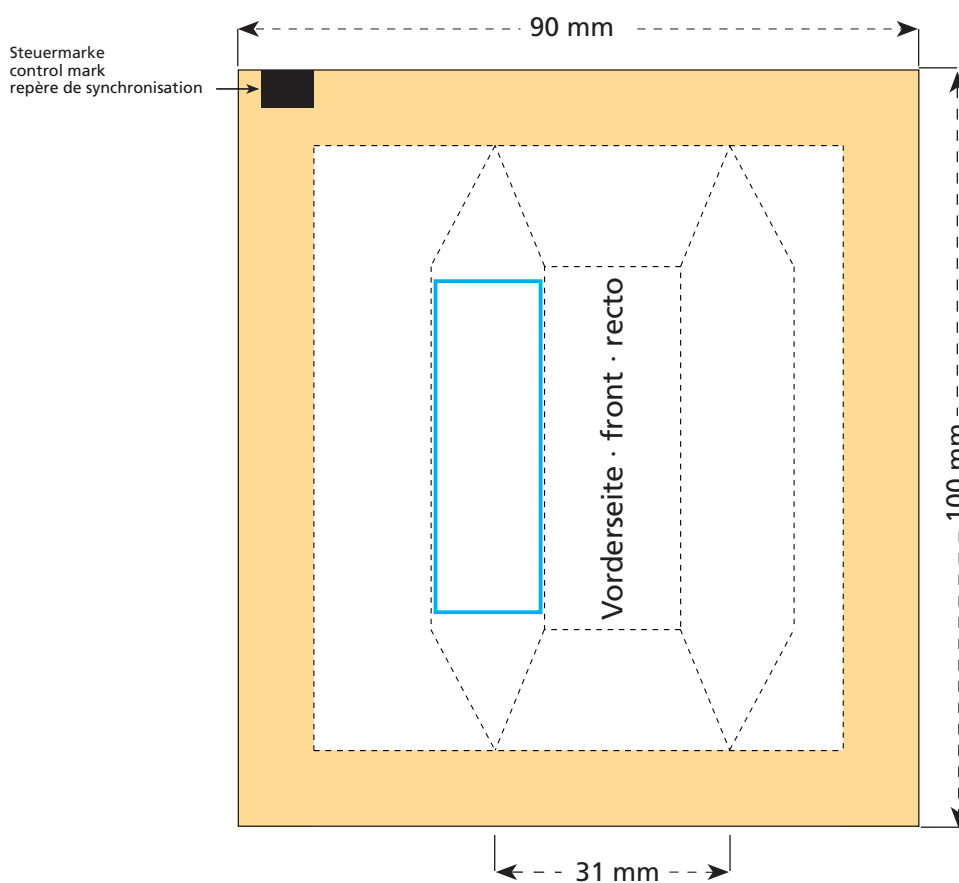 90 mm
Steuermarke
control mark
repère de synchronisation
Vorderseite · front · recto
100 mm
31 mm